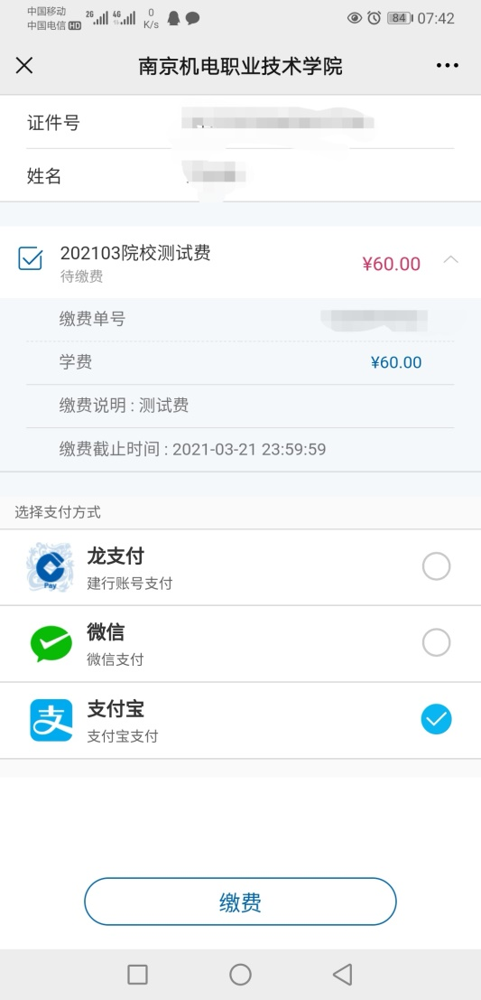 中国移动
中国电信 HD
2G
4G
0
K/s
84
07:42
南京机电职业技术学院
证件号
姓名
202103院校测试费
¥60.00
待缴费
缴费单号
学费
¥60.00
缴费说明 : 测试费
缴费截止时间 : 2021-03-21 23:59:59
选择支付方式
龙支付
Pay
建行账号支付
微信
微信支付
支
支付宝
支付宝支付
缴费